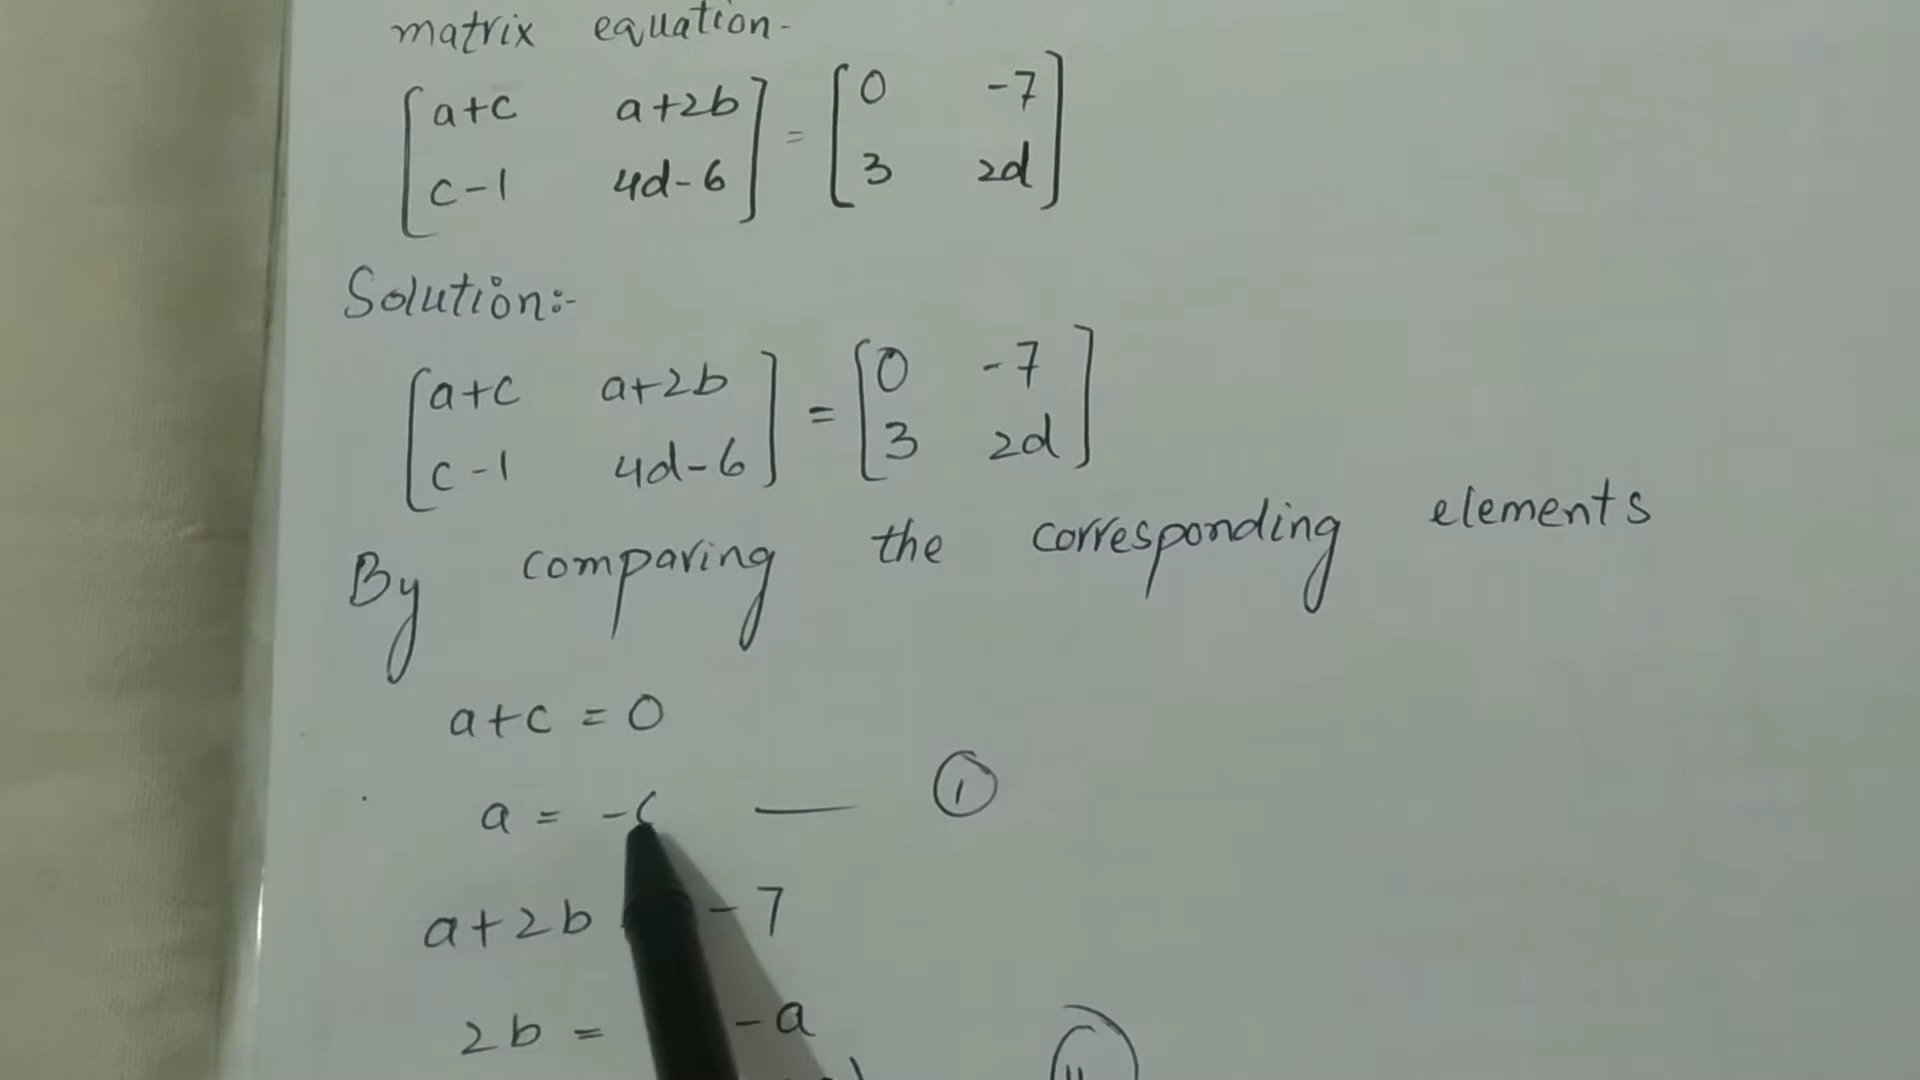 matrix equation-
[a+c a+2b] = [0 -7]
[c-1 4d-6] [3 2d]
Solution:-
[a+c a+2b] = [0 -7]
[c-1 4d-6] [3 2d]
By comparing the corresponding elements
a+c = 0
a = -c — ①
a+2b -7
2b = -a